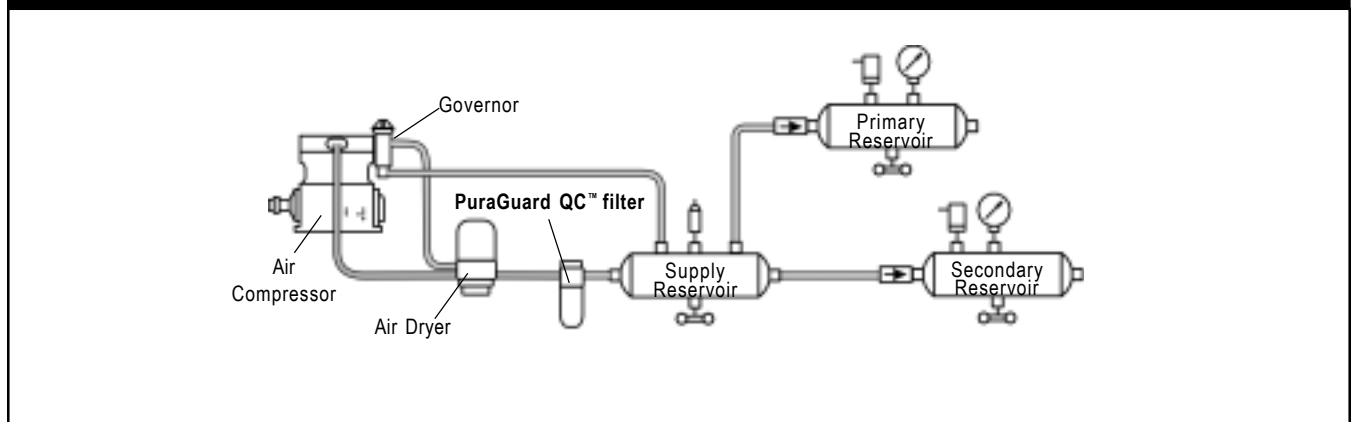 Governor
Primary
Reservoir
PuraGuard QC™ filter
Air
Compressor
Supply
Reservoir
Secondary
Reservoir
Air Dryer